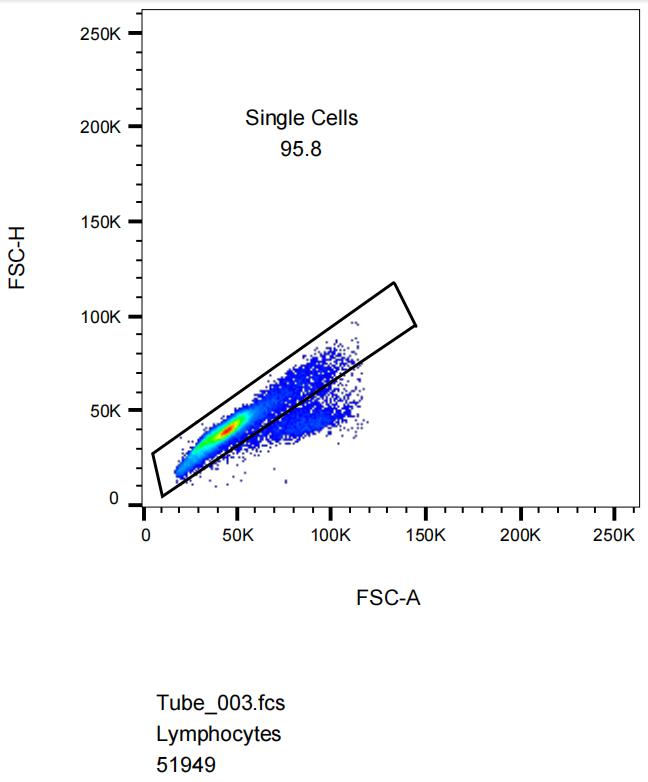 250K
200K
150K
100K
50K
0
FSC-H
Single Cells
95.8
0 50K 100K 150K 200K 250K
FSC-A
Tube_003.fcs
Lymphocytes
51949